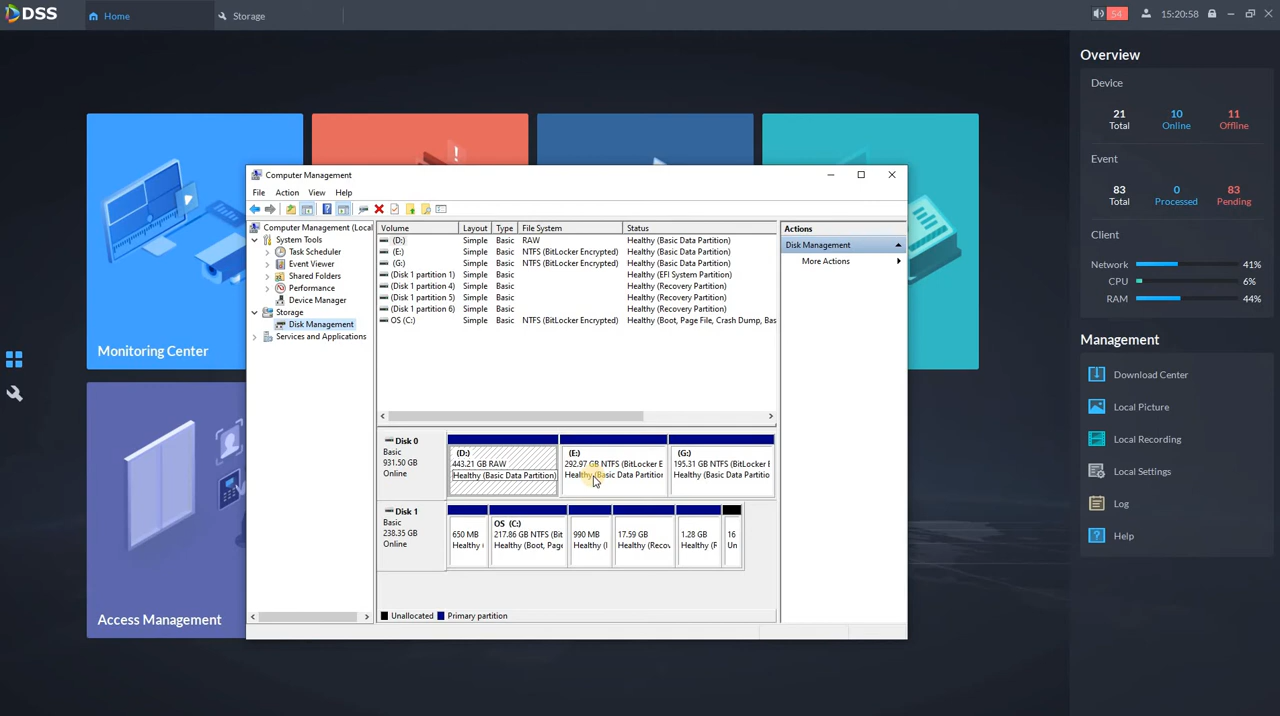 DSS
Home
Storage
54
15:20:58
Overview
Device
21
Total
10
Online
11
Offline
Event
83
Total
0
Processed
83
Pending
Client
Network
41%
CPU
6%
RAM
44%
Management
Download Center
Local Picture
Local Recording
Local Settings
Log
Help
Monitoring Center
Access Management
Computer Management
File
Action
View
Help
Computer Management (Local
System Tools
Task Scheduler
Event Viewer
Shared Folders
Performance
Device Manager
Storage
Disk Management
Services and Applications
Volume Layout Type File System Status
(D:) Simple Basic RAW Healthy (Basic Data Partition)
(E:) Simple Basic NTFS (BitLocker Encrypted) Healthy (Basic Data Partition)
(G:) Simple Basic NTFS (BitLocker Encrypted) Healthy (Basic Data Partition)
(Disk 1 partition 1) Simple Basic Healthy (EFI System Partition)
(Disk 1 partition 4) Simple Basic Healthy (Recovery Partition)
(Disk 1 partition 5) Simple Basic Healthy (Recovery Partition)
(Disk 1 partition 6) Simple Basic Healthy (Recovery Partition)
OS (C:) Simple Basic NTFS (BitLocker Encrypted) Healthy (Boot, Page File, Crash Dump, Bas
Actions
Disk Management
More Actions
Disk 0
Basic
931.50 GB
Online
(D:)
443.21 GB RAW
Healthy (Basic Data Partition)
(E:)
292.97 GB NTFS (BitLocker E
Healthy (Basic Data Partition
(G:)
195.31 GB NTFS (BitLocker E
Healthy (Basic Data Partitio
Disk 1
Basic
238.35 GB
Online
650 MB
Healthy (
OS (C:)
217.86 GB NTFS (Bit
Healthy (Boot, Page
990 MB
Healthy (I
17.59 GB
Healthy (Recov
1.28 GB
Healthy (R
16
Un
Unallocated
Primary partition